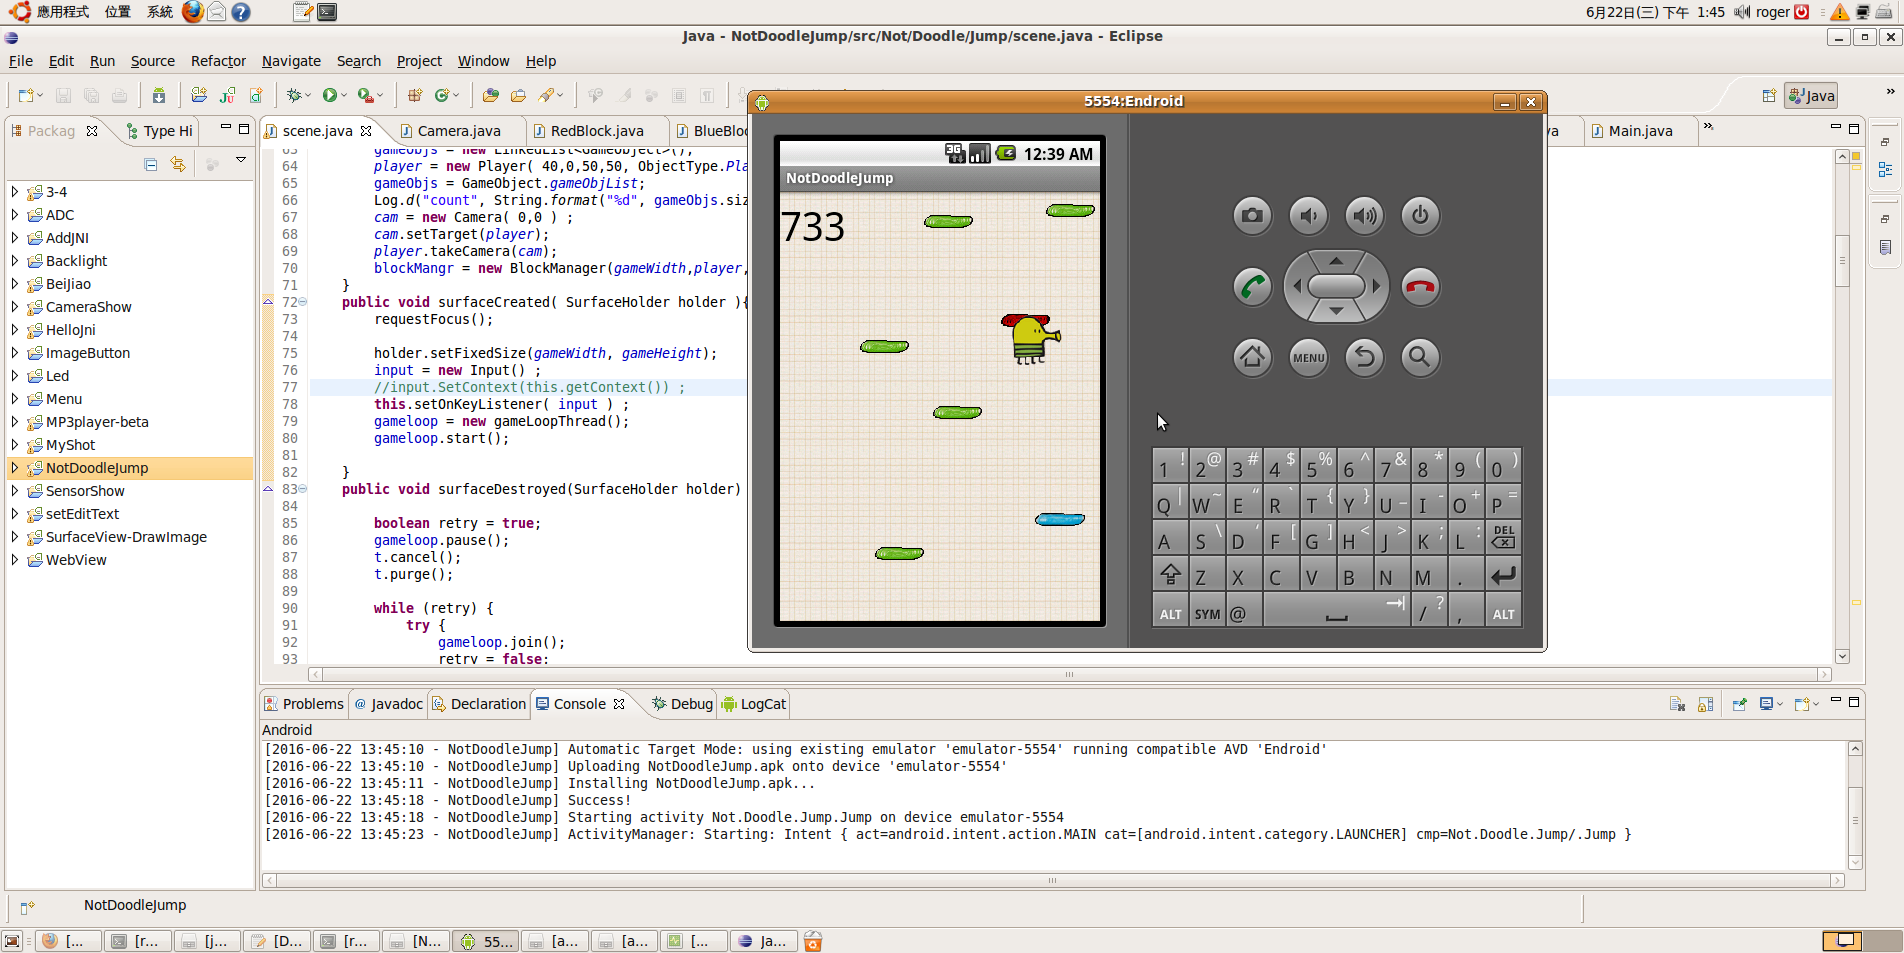 應用程式 位置 系統
6月22日(三) 下午 1:45 roger
Java - NotDoodleJump/src/Not/Doodle/Jump/scene.java - Eclipse
File Edit Run Source Refactor Navigate Search Project Window Help
Java
5554:Endroid
Packag Type Hi
scene.java Camera.java RedBlock.java BlueBlo va Main.java
3-4
ADC
AddJNI
Backlight
BeiJiao
CameraShow
HelloJni
ImageButton
Led
Menu
MP3player-beta
MyShot
NotDoodleJump
SensorShow
setEditText
SurfaceView-DrawImage
WebView
63 gameObjs = new LinkedList<GameObject>();
64 player = new Player( 40,0,50,50, ObjectType.Pla
65 gameObjs = GameObject.gameObjList;
66 Log.d("count", String.format("%d", gameObjs.siz
67 cam = new Camera( 0,0 ) ;
68 cam.setTarget(player);
69 player.takeCamera(cam);
70 blockMangr = new BlockManager(gameWidth,player,
71 }
72 public void surfaceCreated( SurfaceHolder holder ){
73 requestFocus();
74
75 holder.setFixedSize(gameWidth, gameHeight);
76 input = new Input() ;
77 //input.SetContext(this.getContext()) ;
78 this.setOnKeyListener( input ) ;
79 gameloop = new gameLoopThread();
80 gameloop.start();
81
82 }
83 public void surfaceDestroyed(SurfaceHolder holder)
84
85 boolean retry = true;
86 gameloop.pause();
87 t.cancel();
88 t.purge();
89
90 while (retry) {
91 try {
92 gameloop.join();
93 retry = false;
3G 12:39 AM
NotDoodleJump
733
MENU
1 ! 2 @ 3 # 4 $ 5 % 6 ^ 7 & 8 * 9 ( 0 )
Q | W ~ E " R ` T { Y } U _ I - O + P =
A S \ D ' F [ G ] H < J > K ; L : DEL
Z X C V B N M .
ALT SYM @ / ? , ALT
Problems @ Javadoc Declaration Console Debug LogCat
Android
[2016-06-22 13:45:10 - NotDoodleJump] Automatic Target Mode: using existing emulator 'emulator-5554' running compatible AVD 'Endroid'
[2016-06-22 13:45:10 - NotDoodleJump] Uploading NotDoodleJump.apk onto device 'emulator-5554'
[2016-06-22 13:45:11 - NotDoodleJump] Installing NotDoodleJump.apk...
[2016-06-22 13:45:18 - NotDoodleJump] Success!
[2016-06-22 13:45:18 - NotDoodleJump] Starting activity Not.Doodle.Jump.Jump on device emulator-5554
[2016-06-22 13:45:23 - NotDoodleJump] ActivityManager: Starting: Intent { act=android.intent.action.MAIN cat=[android.intent.category.LAUNCHER] cmp=Not.Doodle.Jump/.Jump }
NotDoodleJump
[... [r... [j... [D... [r... [N... 55... [a... [a... [... Ja...